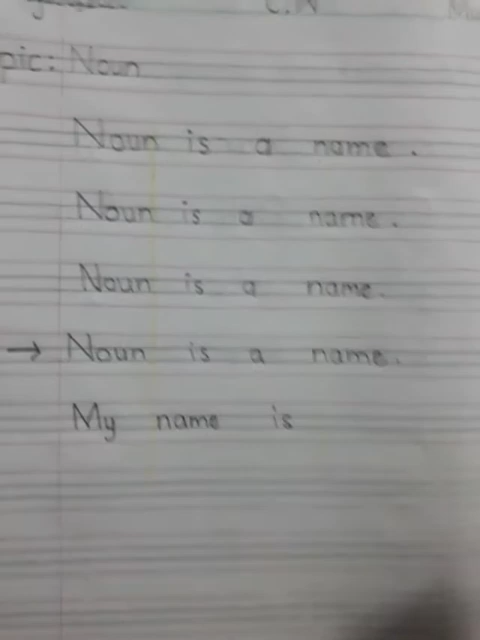 C.N
pic: Noun
Noun is a name.
Noun is a name.
Noun is a name.
→ Noun is a name.
My name is